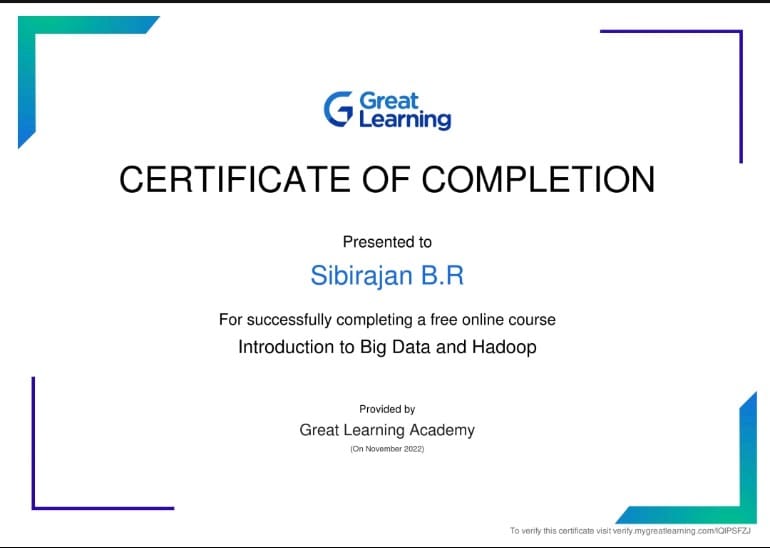 Great
Learning
CERTIFICATE OF COMPLETION
Presented to
Sibirajan B.R
For successfully completing a free online course
Introduction to Big Data and Hadoop
Provided by
Great Learning Academy
(On November 2022)
To verify this certificate visit verify.mygreatlearning.com/